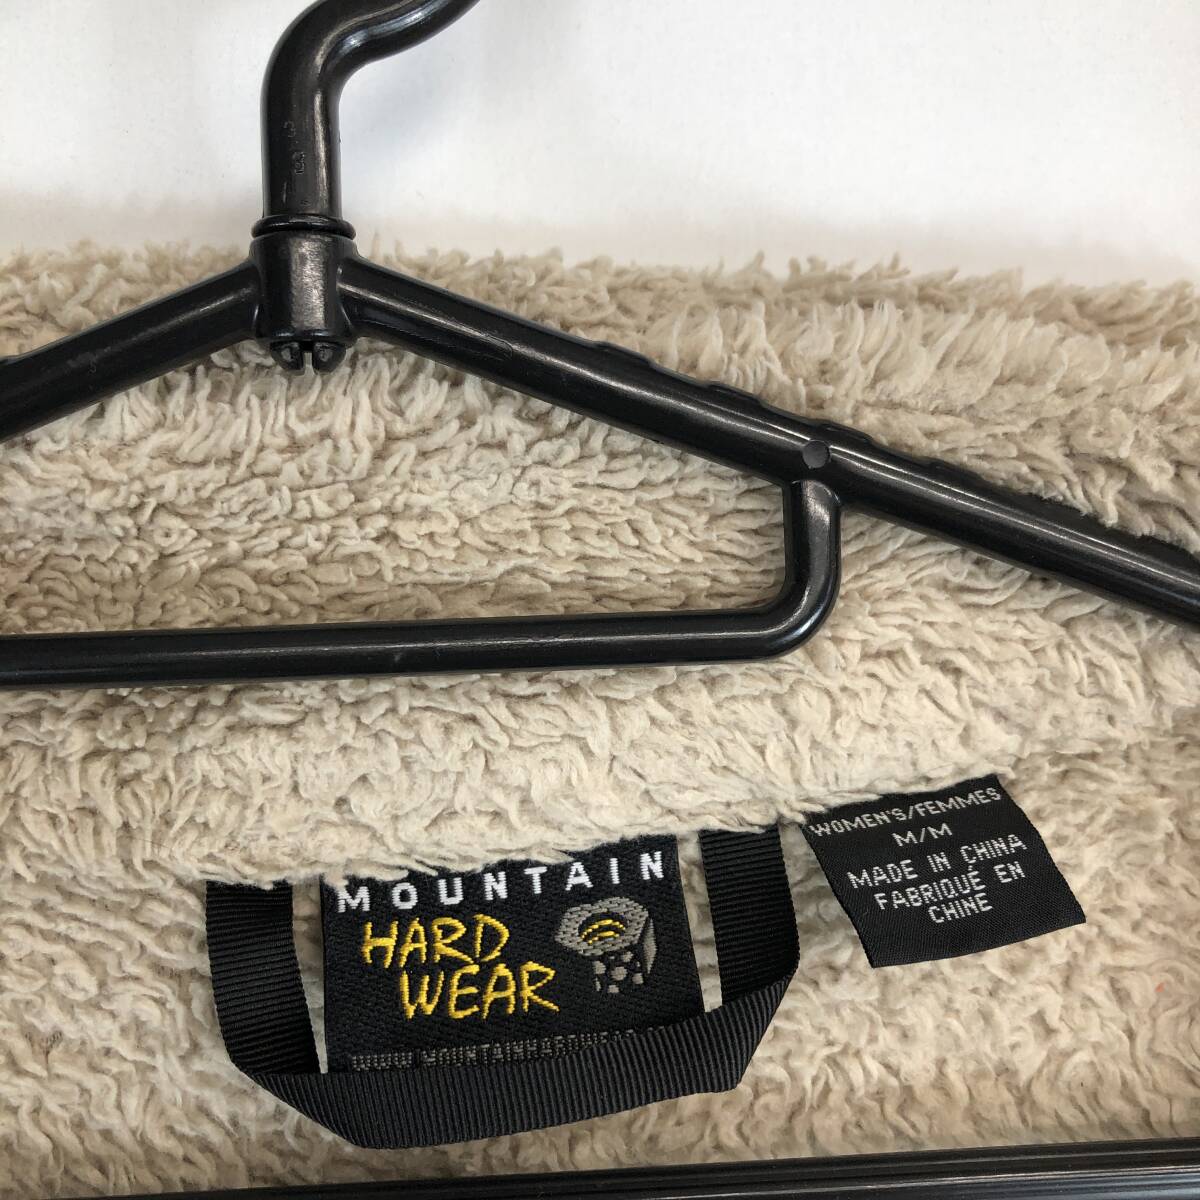 MOUNTAIN
HARD
WEAR
WOMEN'S/FEMMES
M/M
MADE IN CHINA
FABRIQUÉ EN
CHINE